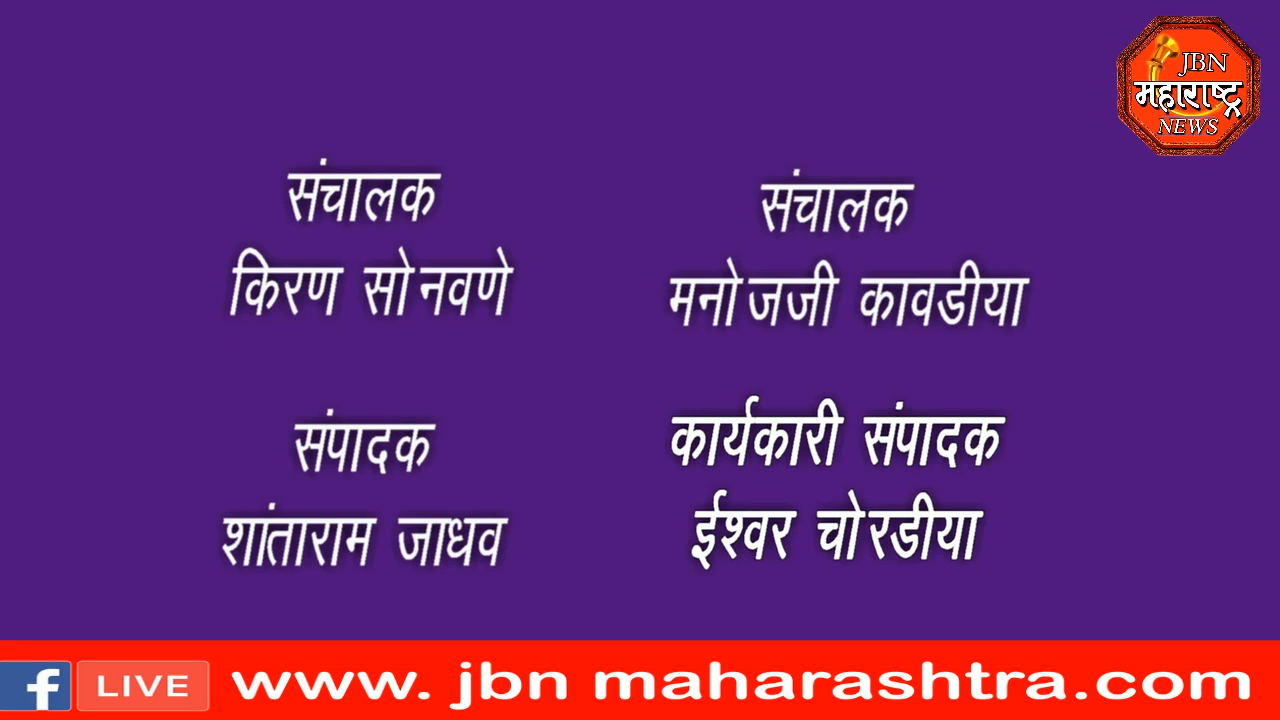 JBN
महाराष्ट्र
NEWS
संचालक
किरण सोनवणे
संचालक
मनोजजी कावडीया
संपादक
शांताराम जाधव
कार्यकारी संपादक
ईश्वर चोरडीया
f LIVE www. jbn maharashtra.com